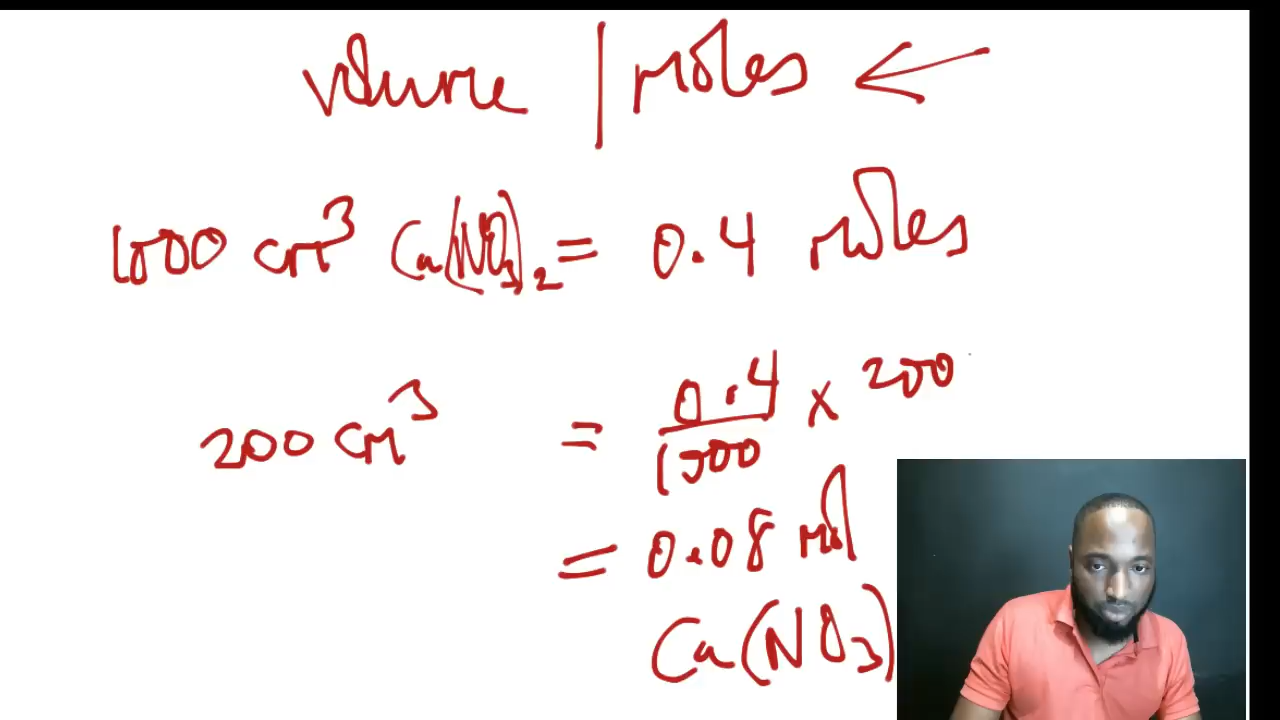 volume | moles ←
1000 cm³ Ca(NO₃)₂ = 0.4 moles
200 cm³ = 0.4/1000 × 200
= 0.08 mol
Ca(NO₃)